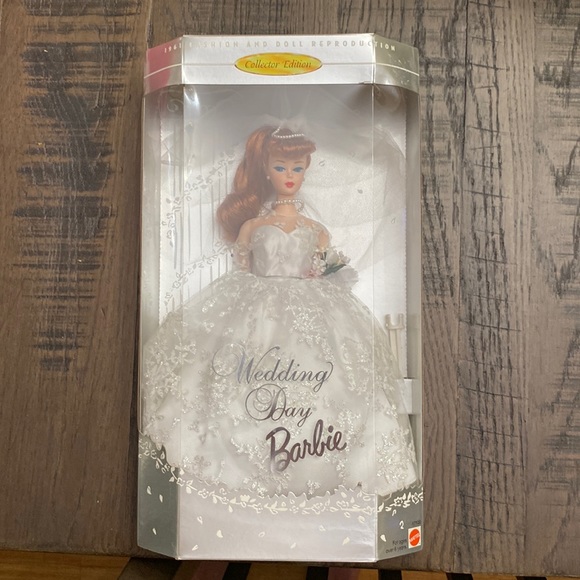 FASHION AND DOLL REPRODUCTION
Collector Edition
Wedding
Day
Barbie